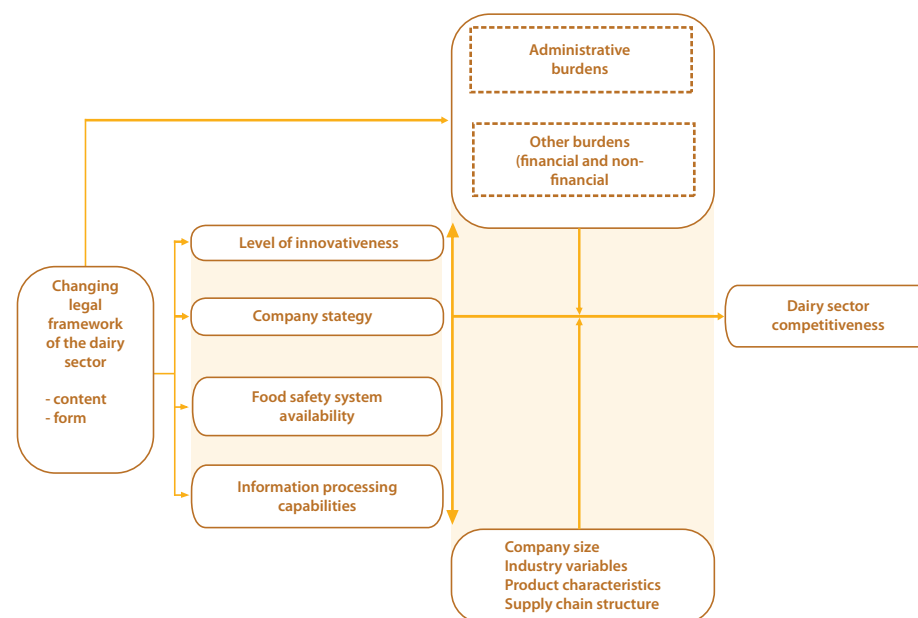 Administrative
burdens
Other burdens
(financial and non-
financial
Level of innovativeness
Changing
legal
framework
of the dairy
sector
- content
- form
Company stategy
Food safety system
availability
Information processing
capabilities
Dairy sector
competitiveness
Company size
Industry variables
Product characteristics
Supply chain structure